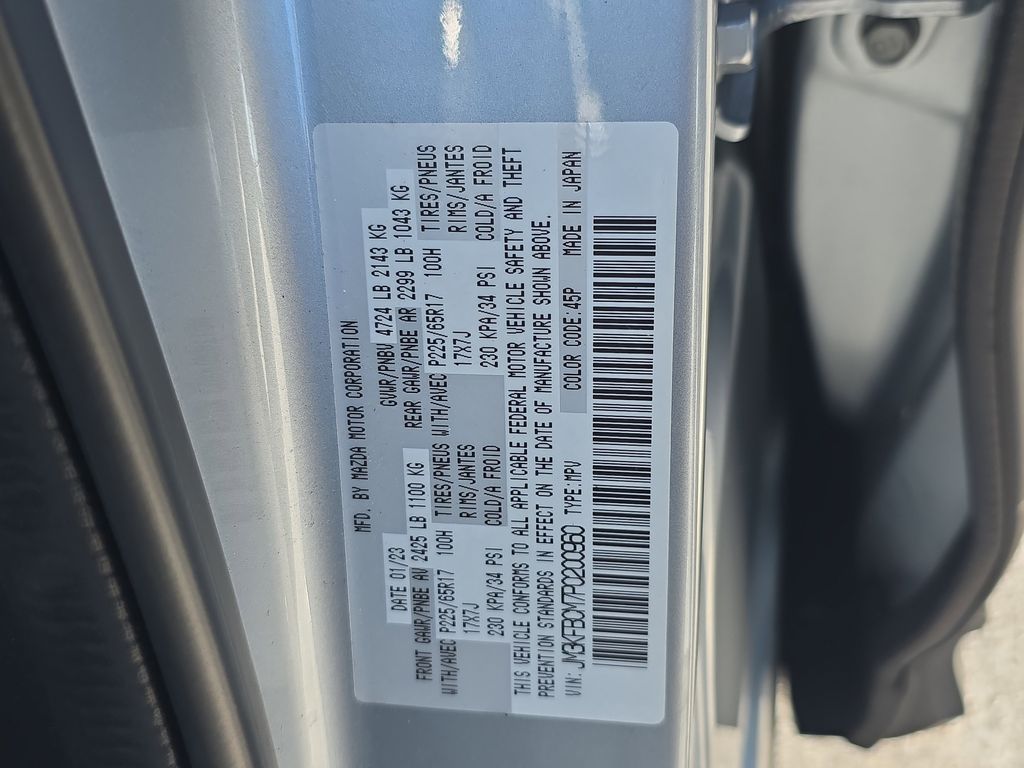 MFD. BY MAZDA MOTOR CORPORATION
DATE 01/23 GVWR/PNBV 4724 LB 2143 KG
FRONT GAWR/PNBE AV 2425 LB 1100 KG REAR GAWR/PNBE AR 2299 LB 1043 KG
WITH/AVEC P225/65R17 100H TIRES/PNEUS WITH/AVEC P225/65R17 100H TIRES/PNEUS
17X7J RIMS/JANTES 17X7J RIMS/JANTES
230 KPA/34 PSI COLD/A FROID 230 KPA/34 PSI COLD/A FROID
THIS VEHICLE CONFORMS TO ALL APPLICABLE FEDERAL MOTOR VEHICLE SAFETY AND THEFT
PREVENTION STANDARDS IN EFFECT ON THE DATE OF MANUFACTURE SHOWN ABOVE.
VIN: JM3KFBCM7P0200960 TYPE:MPV COLOR CODE:45P MADE IN JAPAN